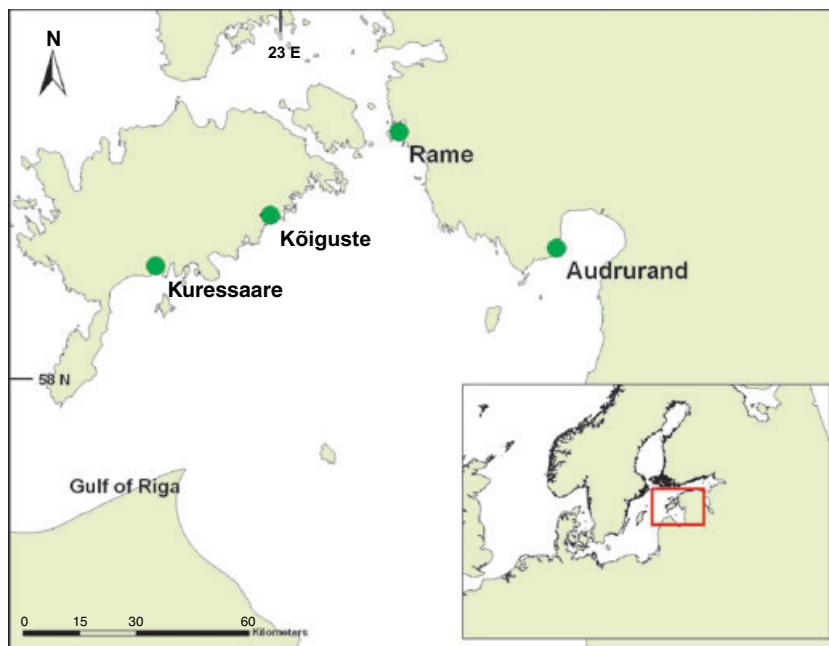 N
23 E
Rame
Kõiguste
Audrurand
Kuressaare
58 N
Gulf of Riga
0 15 30 60
Kilometers